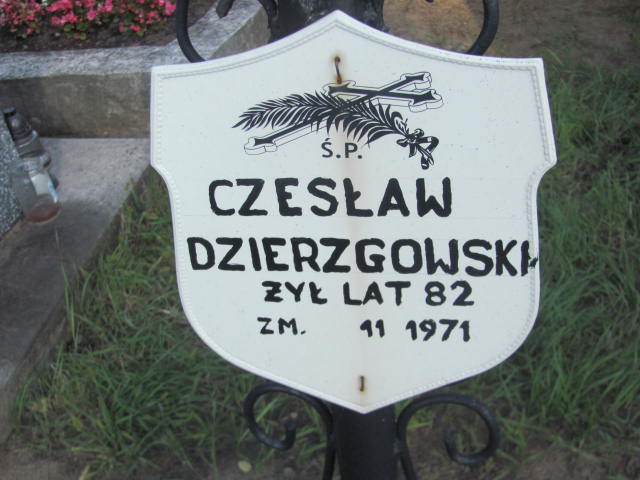 Ś.P.
CZESŁAW
DZIERZGOWSKI
ŻYŁ LAT 82
ZM. 11 1971